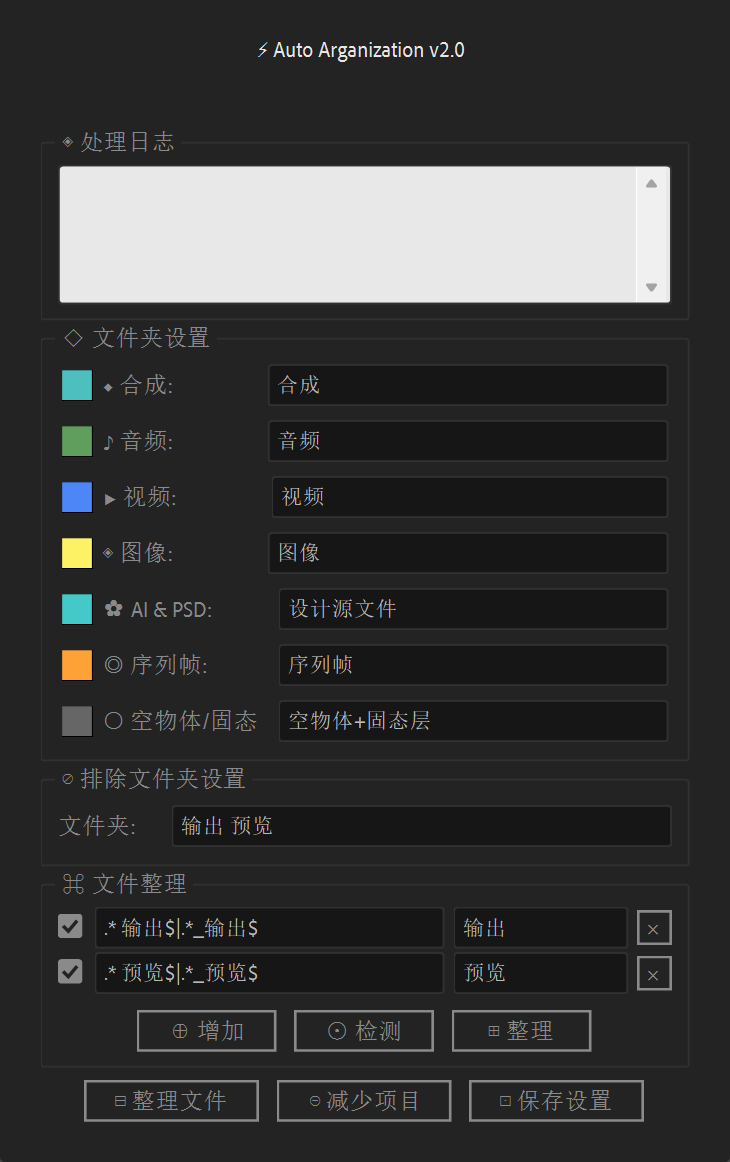 ⚡ Auto Arganization v2.0
◈ 处理日志
◇ 文件夹设置
⬥ 合成: 合成
♪ 音频: 音频
▶ 视频: 视频
◈ 图像: 图像
✿ AI & PSD: 设计源文件
◎ 序列帧: 序列帧
○ 空物体/固态 空物体+固态层
⊘ 排除文件夹设置
文件夹: 输出 预览
⌘ 文件整理
.* 输出$|.*_输出$ 输出 ×
.* 预览$|.*_预览$ 预览 ×
⊕ 增加 ⊙ 检测 ⊞ 整理
⊟ 整理文件 ⊖ 减少项目 ⊡ 保存设置